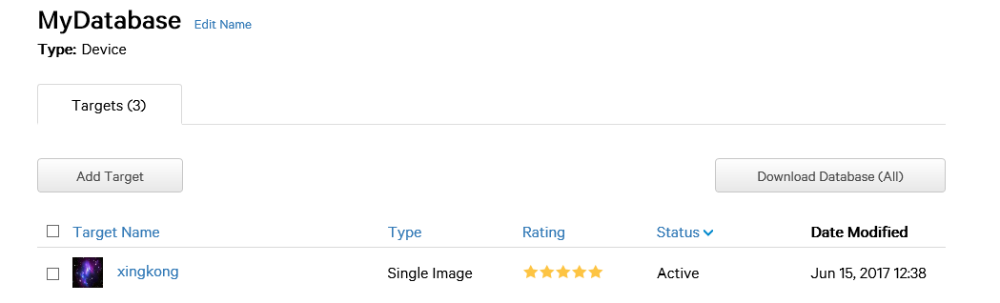 MyDatabase Edit Name
Type: Device
Targets (3)
Add Target Download Database (All)
Target Name Type Rating Status Date Modified
xingkong Single Image Active Jun 15, 2017 12:38